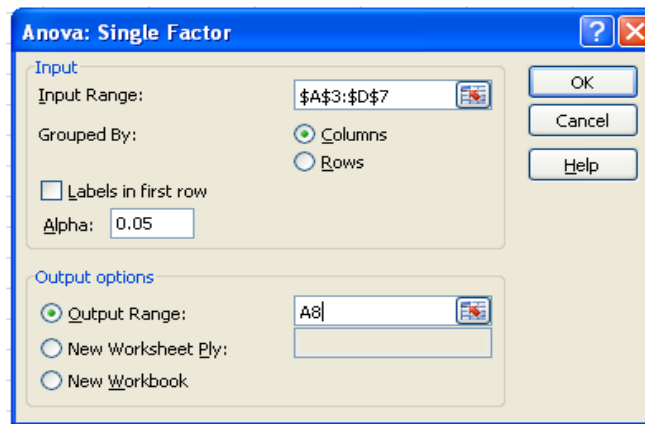 Anova: Single Factor
Input
Input Range: $A$3:$D$7
Grouped By: Columns
Rows
Labels in first row
Alpha: 0.05
OK
Cancel
Help
Output options
Output Range: A8
New Worksheet Ply:
New Workbook